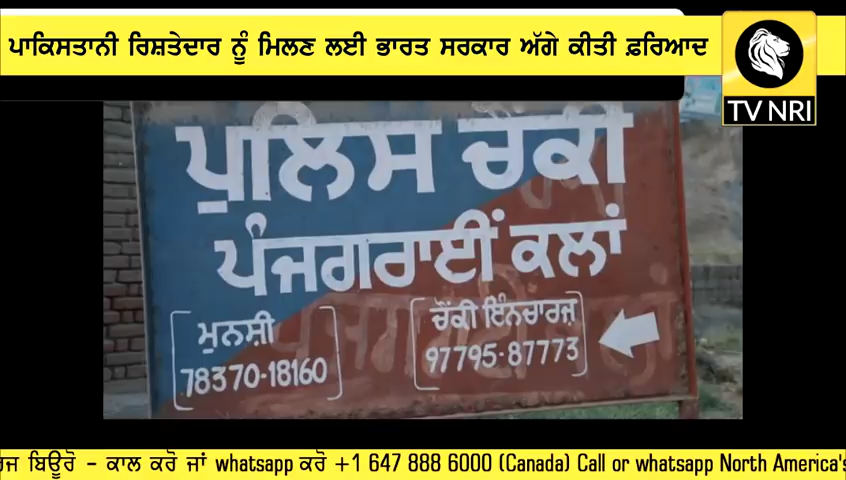 ਪਾਕਿਸਤਾਨੀ ਰਿਸ਼ਤੇਦਾਰ ਨੂੰ ਮਿਲਣ ਲਈ ਭਾਰਤ ਸਰਕਾਰ ਅੱਗੇ ਕੀਤੀ ਫ਼ਰਿਆਦ
TV NRI
ਪੁਲਿਸ ਚੌਂਕੀ
ਪੰਜਗਰਾਈਂ ਕਲਾਂ
ਮੁਨਸ਼ੀ
78370-18160
ਚੌਂਕੀ ਇੰਨਚਾਰਜ਼
97795-87773
ਬਿਊਰੋ - ਕਾਲ ਕਰੋ ਜਾਂ whatsapp ਕਰੋ +1 647 888 6000 (Canada) Call or whatsapp North America's